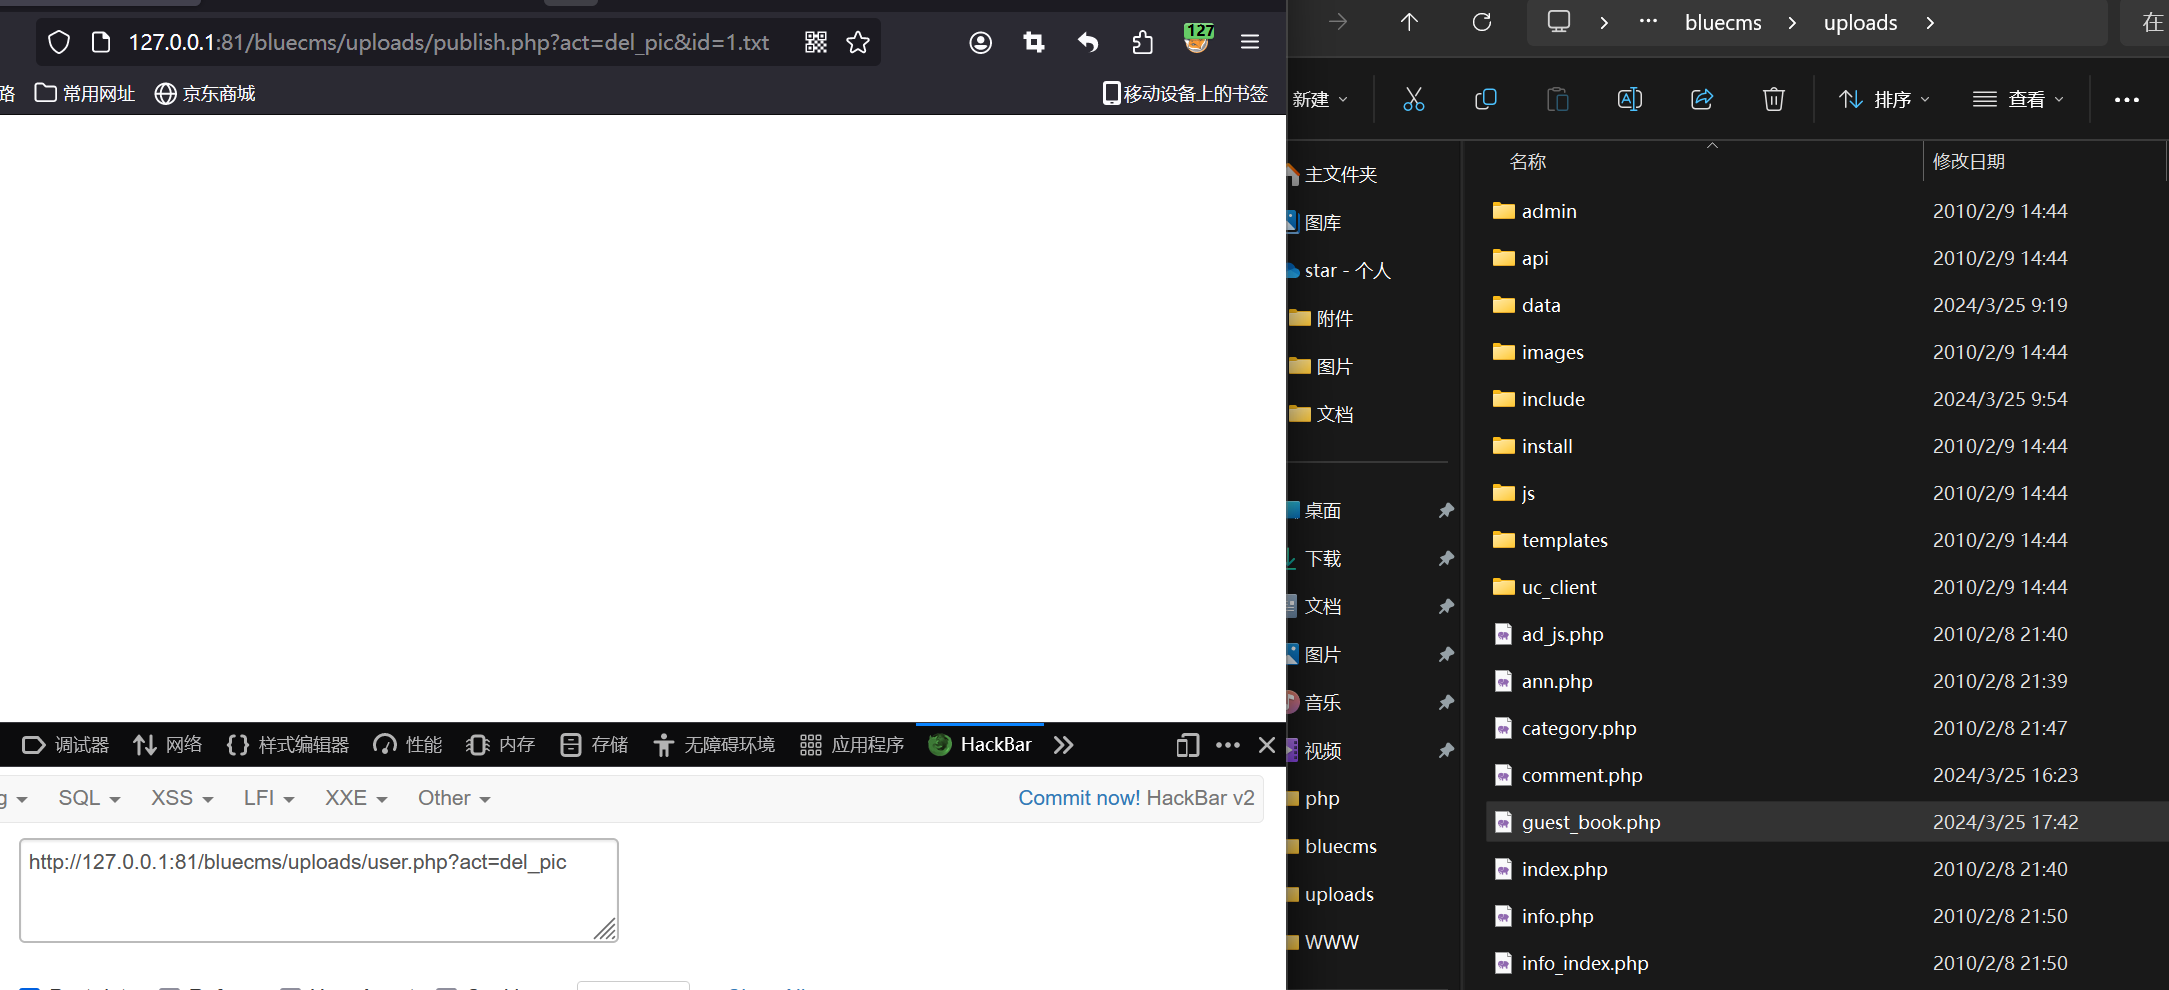 127.0.0.1:81/bluecms/uploads/publish.php?act=del_pic&id=1.txt
127
路 常用网址 京东商城 移动设备上的书签
调试器 网络 样式编辑器 性能 内存 存储 无障碍环境 应用程序 HackBar
SQL XSS LFI XXE Other Commit now! HackBar v2
http://127.0.0.1:81/bluecms/uploads/user.php?act=del_pic
bluecms uploads 在
新建 排序 查看
主文件夹
图库
star - 个人
附件
图片
文档
桌面
下载
文档
图片
音乐
视频
php
bluecms
uploads
WWW
名称 修改日期
admin 2010/2/9 14:44
api 2010/2/9 14:44
data 2024/3/25 9:19
images 2010/2/9 14:44
include 2024/3/25 9:54
install 2010/2/9 14:44
js 2010/2/9 14:44
templates 2010/2/9 14:44
uc_client 2010/2/9 14:44
ad_js.php 2010/2/8 21:40
ann.php 2010/2/8 21:39
category.php 2010/2/8 21:47
comment.php 2024/3/25 16:23
guest_book.php 2024/3/25 17:42
index.php 2010/2/8 21:40
info.php 2010/2/8 21:50
info_index.php 2010/2/8 21:50